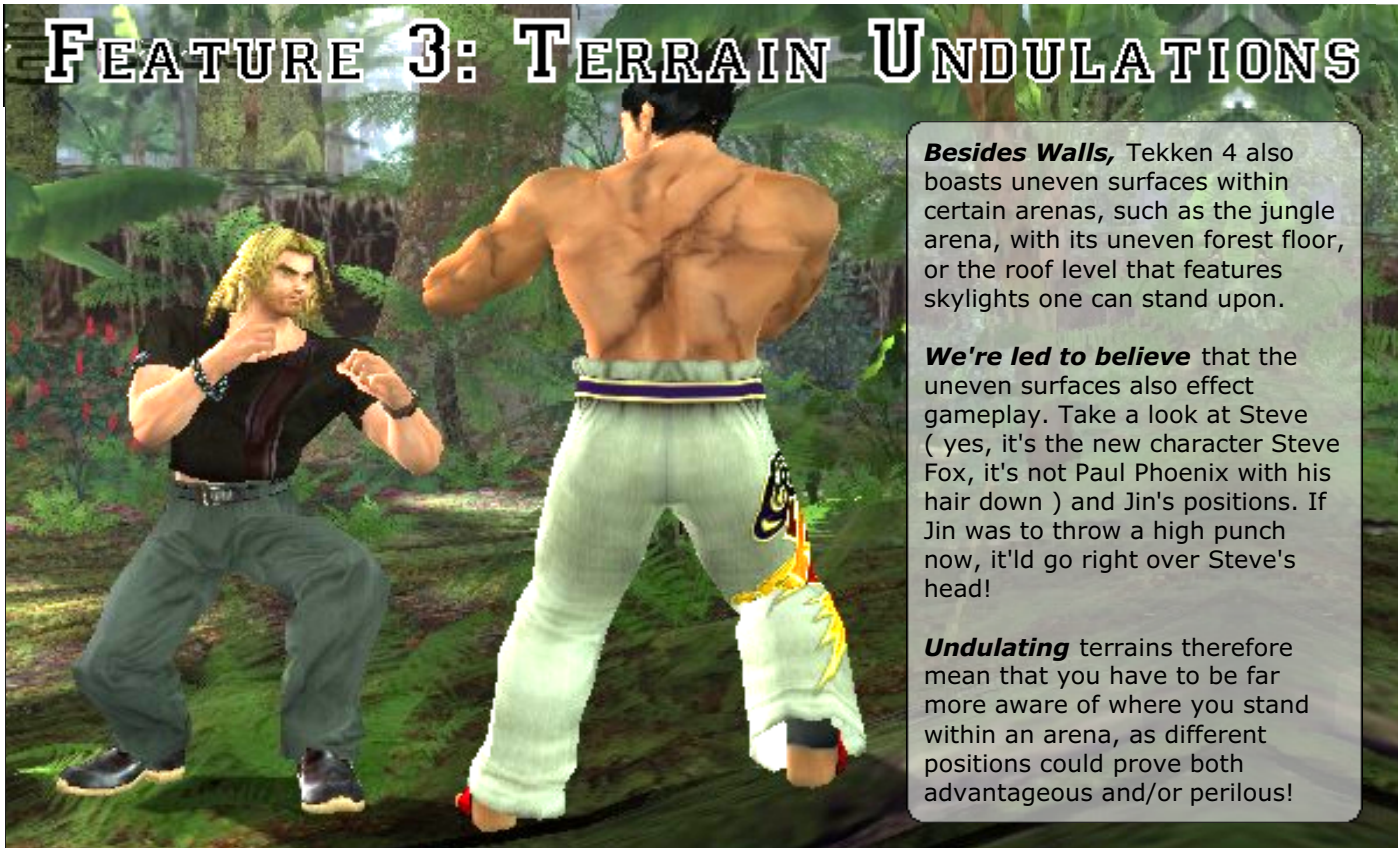 Feature 3: Terrain Undulations
Besides Walls, Tekken 4 also
boasts uneven surfaces within
certain arenas, such as the jungle
arena, with its uneven forest floor,
or the roof level that features
skylights one can stand upon.
We're led to believe that the
uneven surfaces also effect
gameplay. Take a look at Steve
( yes, it's the new character Steve
Fox, it's not Paul Phoenix with his
hair down ) and Jin's positions. If
Jin was to throw a high punch
now, it'ld go right over Steve's
head!
Undulating terrains therefore
mean that you have to be far
more aware of where you stand
within an arena, as different
positions could prove both
advantageous and/or perilous!